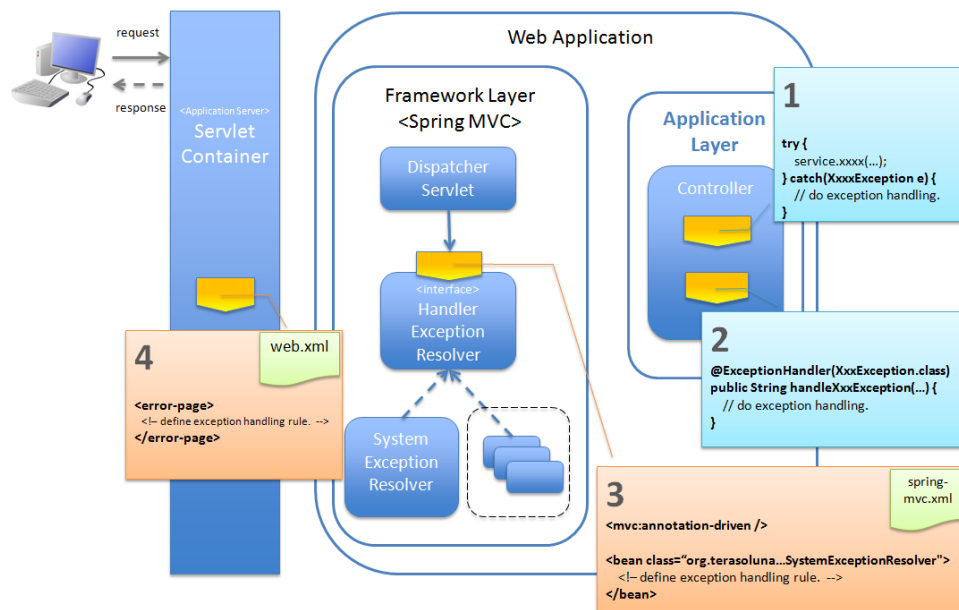 request
response
<Application Server>
Servlet
Container
Web Application
Framework Layer
<Spring MVC>
Dispatcher
Servlet
<interface>
Handler
Exception
Resolver
System
Exception
Resolver
Application
Layer
Controller
1
try {
service.xxxx(...);
} catch(XxxxException e) {
// do exception handling.
}
2
@ExceptionHandler(XxxException.class)
public String handleXxxException(...) {
// do exception handling.
}
3
spring-
mvc.xml
<mvc:annotation-driven />
<bean class=“org.terasoluna...SystemExceptionResolver">
<!– define exception handling rule. -->
</bean>
4
web.xml
<error-page>
<!– define exception handling rule. -->
</error-page>